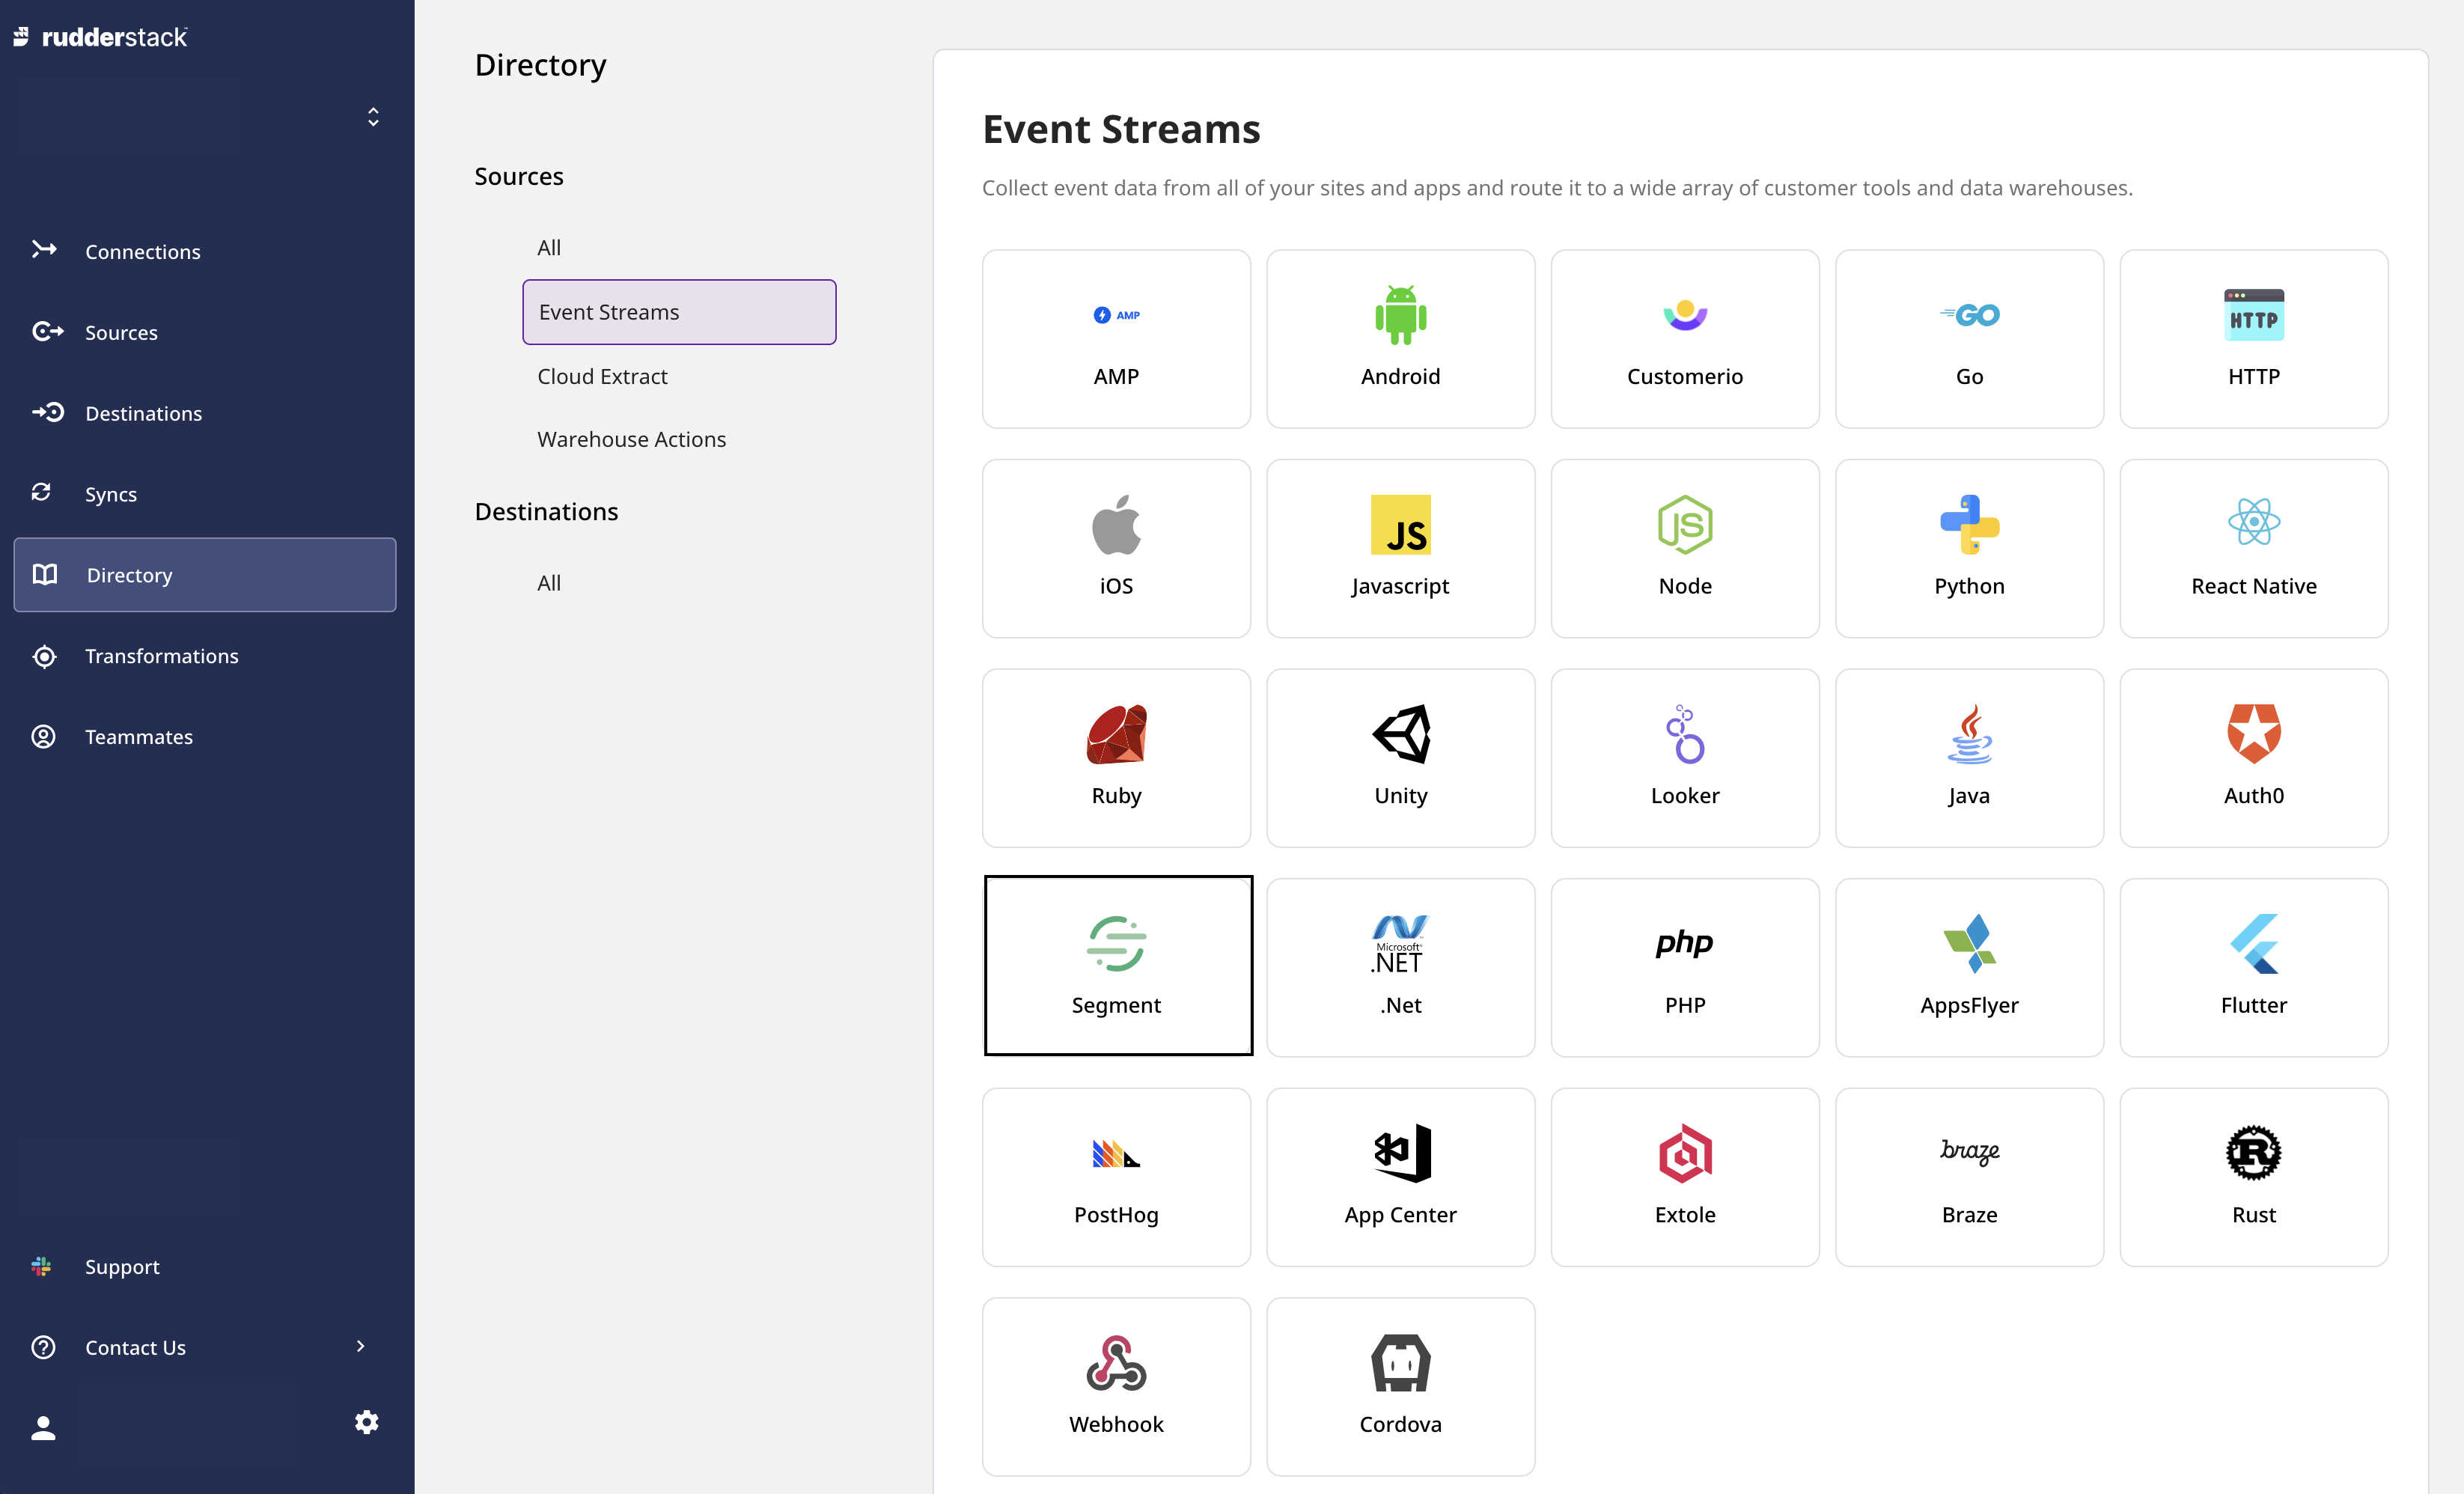 rudderstack
Connections
Sources
Destinations
Syncs
Directory
Transformations
Teammates
Support
Contact Us
Directory
Sources
All
Event Streams
Cloud Extract
Warehouse Actions
Destinations
All
Event Streams
Collect event data from all of your sites and apps and route it to a wide array of customer tools and data warehouses.
AMP
AMP
Android
Customerio
GO
Go
HTTP
HTTP
iOS
JS
Javascript
JS
Node
Python
React Native
Ruby
Unity
Looker
Java
Auth0
Segment
Microsoft
.NET
.Net
php
PHP
AppsFlyer
Flutter
PostHog
App Center
Extole
braze
Braze
R
Rust
Webhook
Cordova